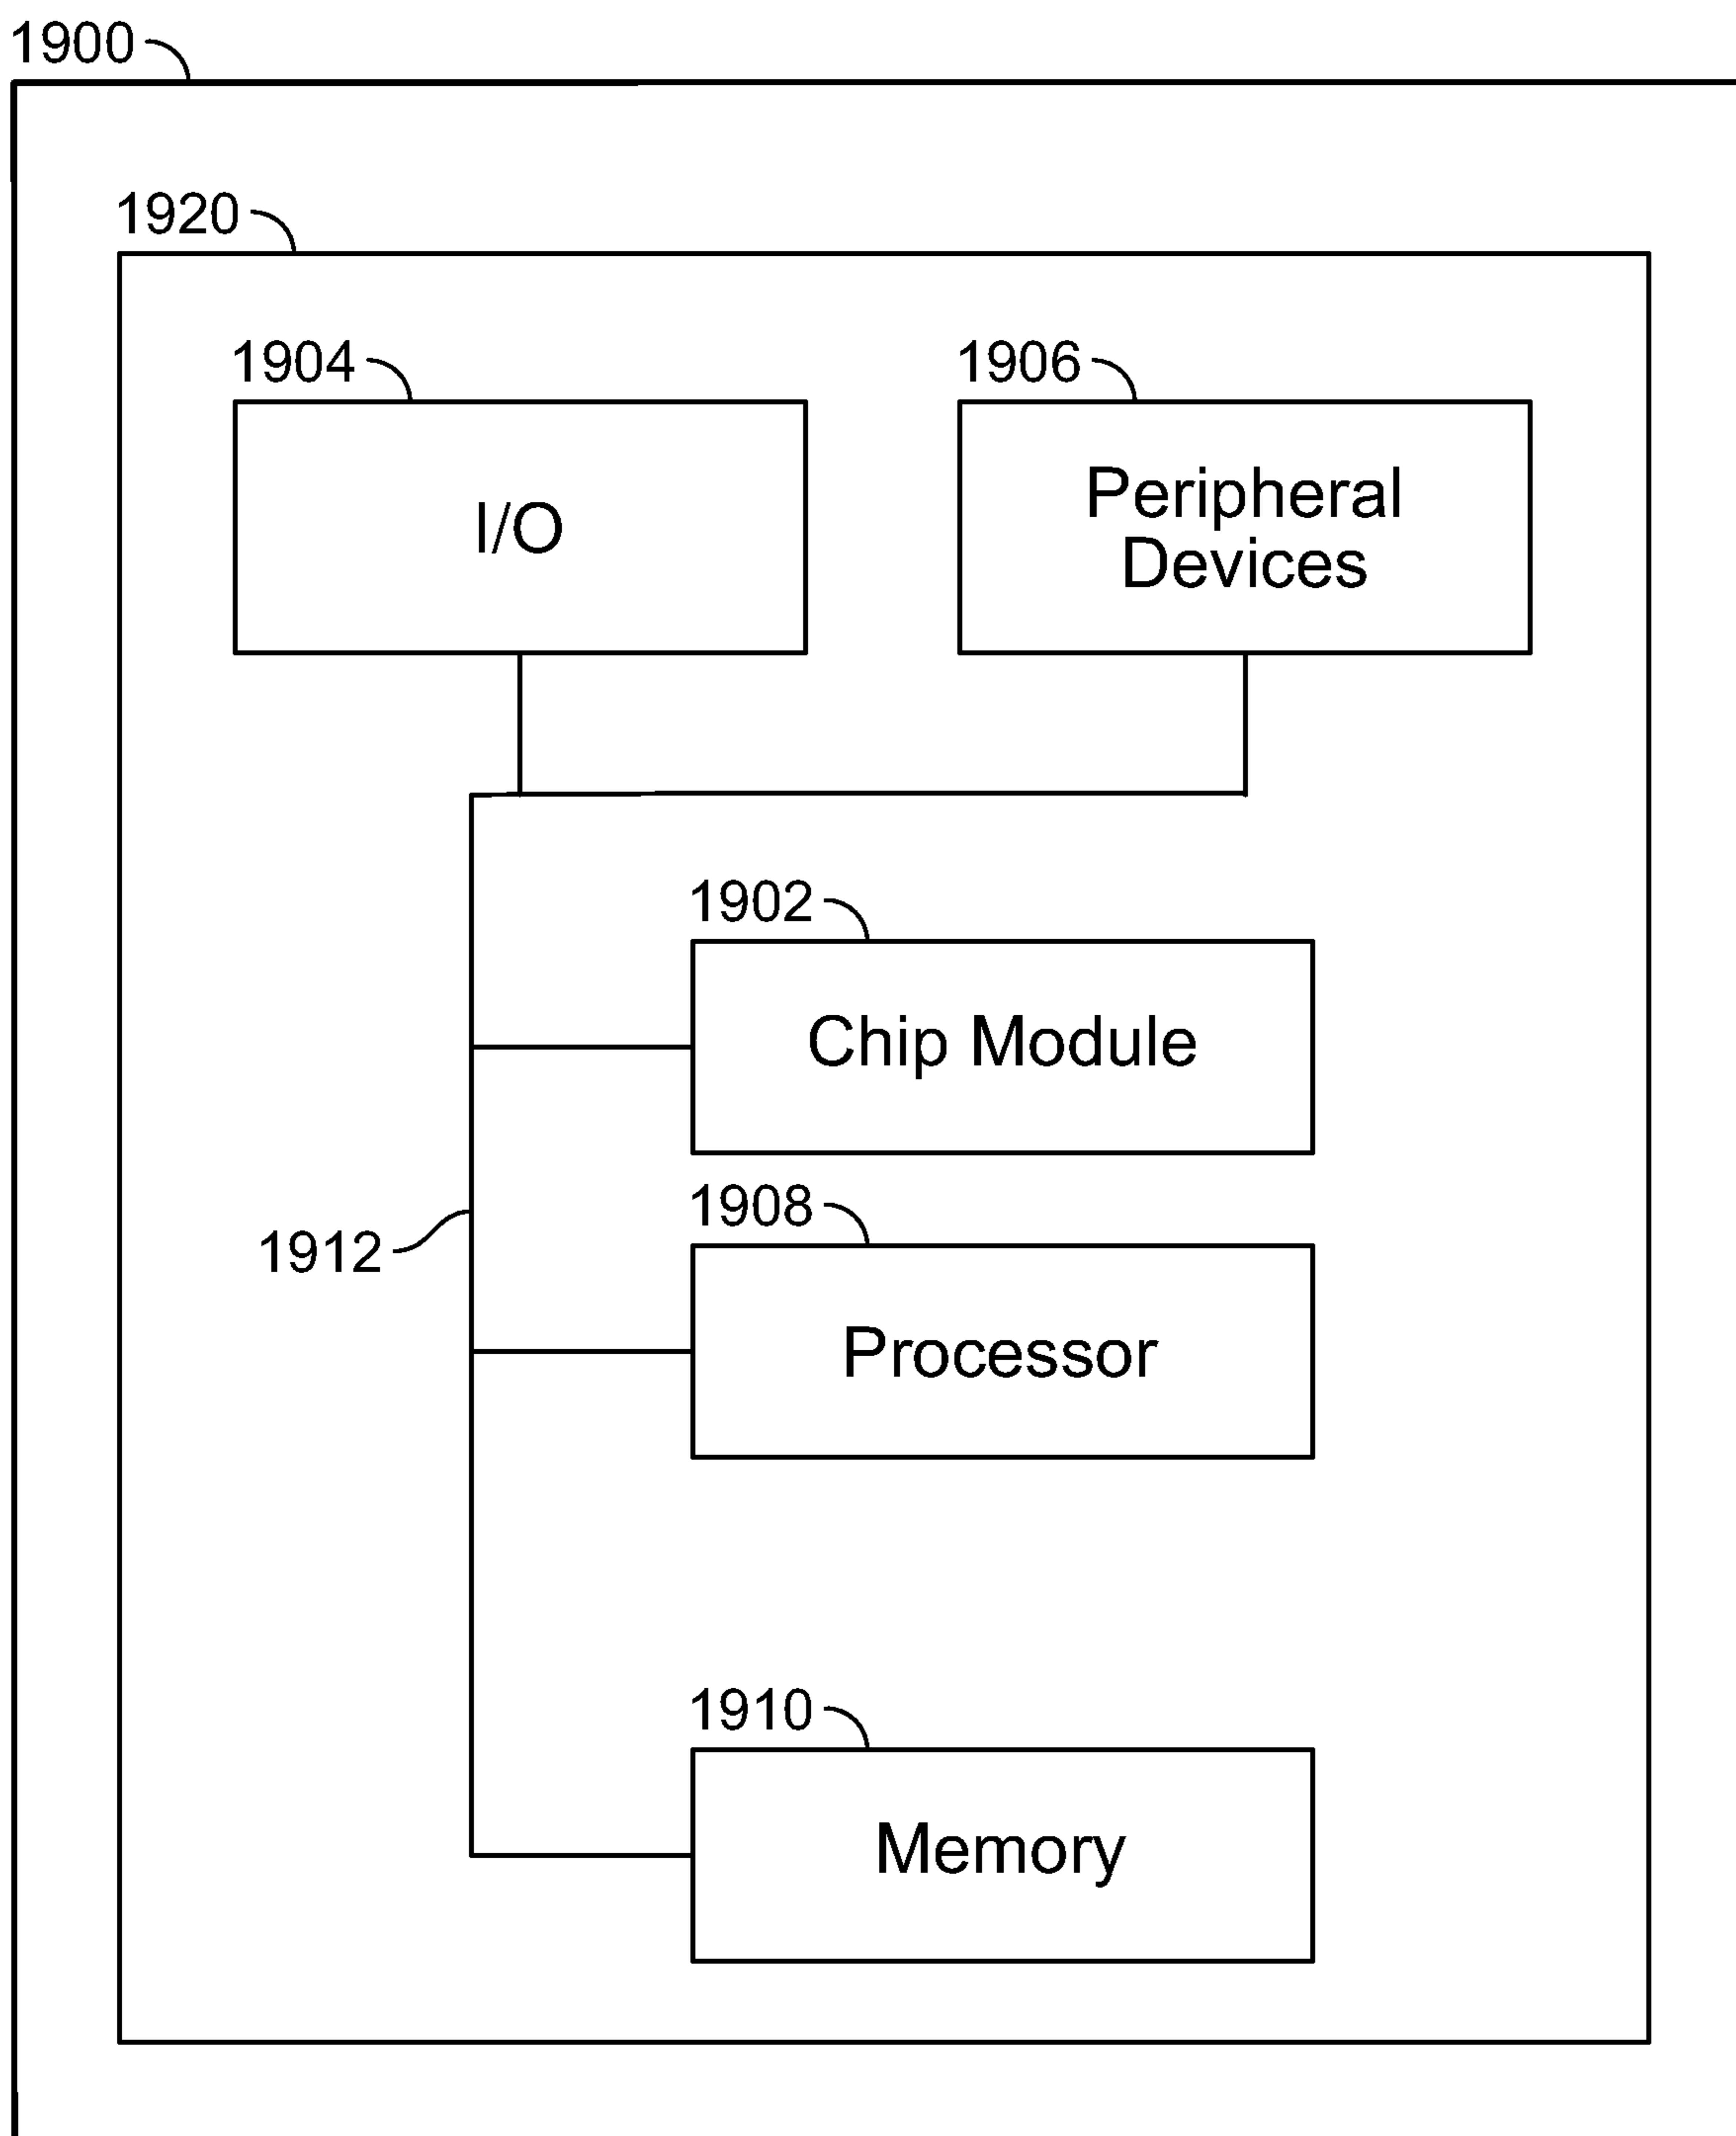 1900
1920
1904
1906
I/O
Peripheral
Devices
1902
Chip Module
1908
1912
Processor
1910
Memory